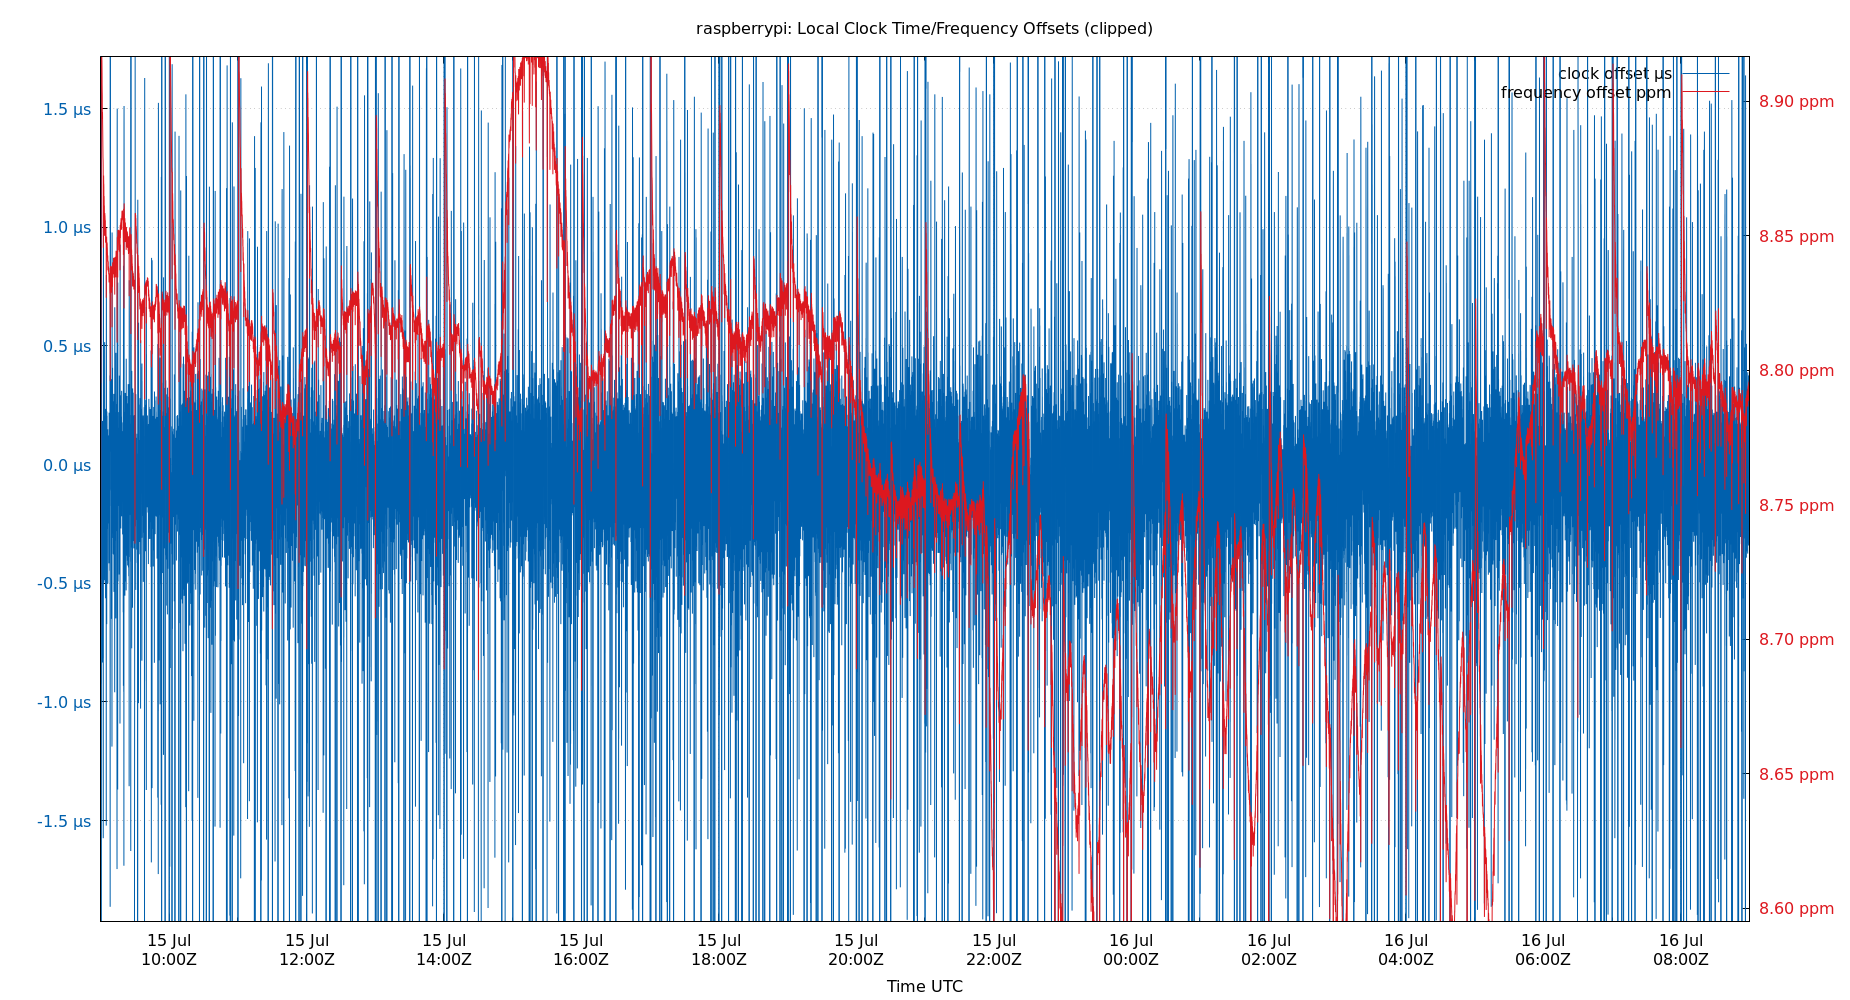 raspberrypi: Local Clock Time/Frequency Offsets (clipped)
clock offset µs
frequency offset ppm
1.5 µs
1.0 µs
0.5 µs
0.0 µs
-0.5 µs
-1.0 µs
-1.5 µs
8.90 ppm
8.85 ppm
8.80 ppm
8.75 ppm
8.70 ppm
8.65 ppm
8.60 ppm
15 Jul 15 Jul 15 Jul 15 Jul 15 Jul 15 Jul 15 Jul 16 Jul 16 Jul 16 Jul 16 Jul 16 Jul
10:00Z 12:00Z 14:00Z 16:00Z 18:00Z 20:00Z 22:00Z 00:00Z 02:00Z 04:00Z 06:00Z 08:00Z
Time UTC